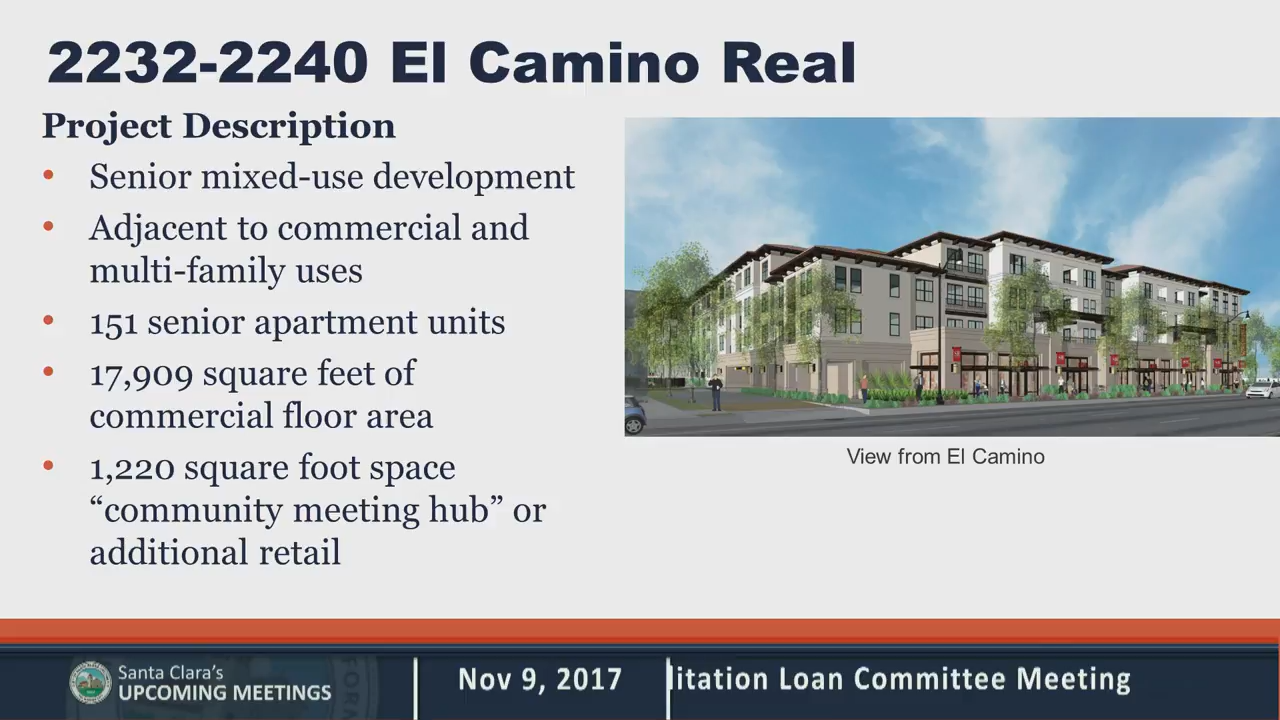 2232-2240 El Camino Real
Project Description
• Senior mixed-use development
• Adjacent to commercial and
multi-family uses
• 151 senior apartment units
• 17,909 square feet of
commercial floor area
• 1,220 square foot space
“community meeting hub” or
additional retail
View from El Camino
Santa Clara’s
UPCOMING MEETINGS
Nov 9, 2017
litation Loan Committee Meeting